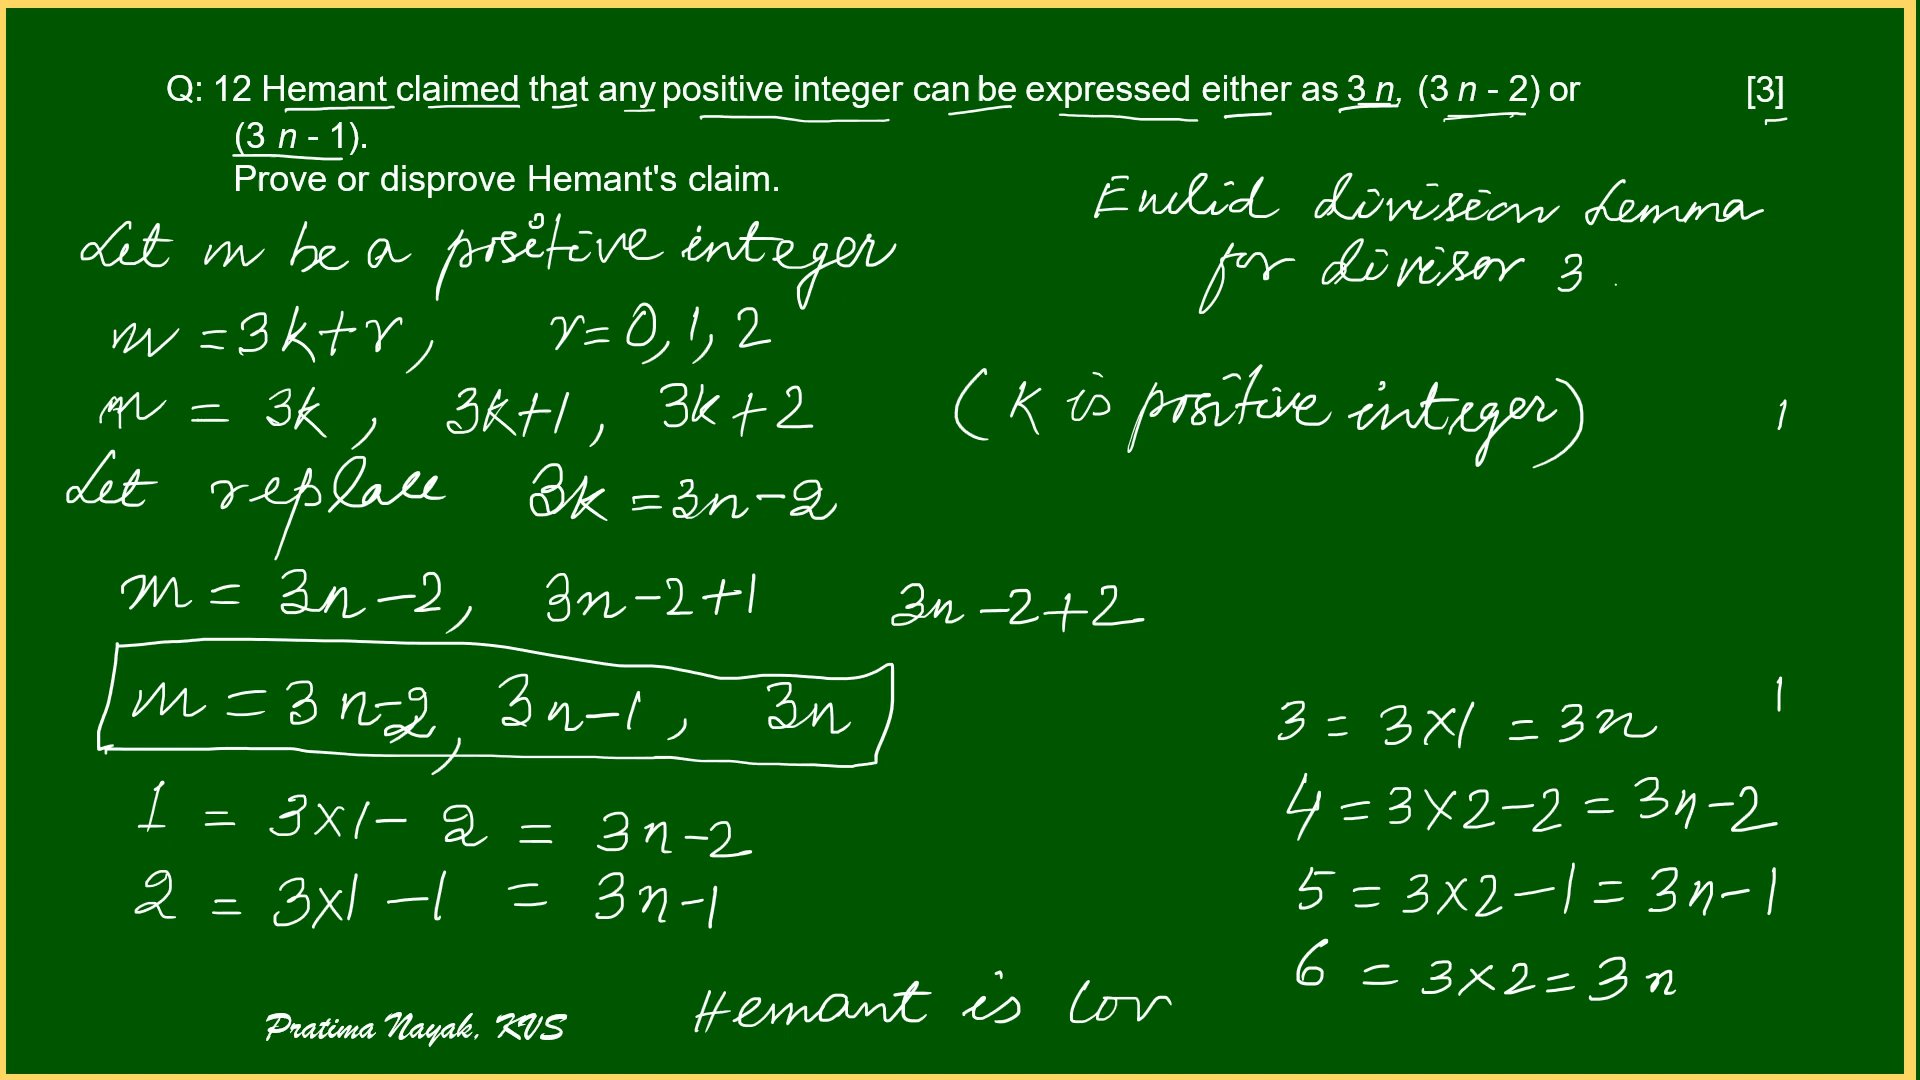 Q: 12 Hemant claimed that any positive integer can be expressed either as 3 n, (3 n - 2) or [3]
(3 n - 1).
Prove or disprove Hemant's claim.
Euclid division Lemma
for divisor 3.
Let m be a positive integer
m = 3k+r, r = 0, 1, 2
m = 3k, 3k+1, 3k+2 (K is positive integer) 1
Let replace 3k = 3n-2
m = 3n-2, 3n-2+1 3n-2+2
m = 3n-2, 3n-1, 3n
1 = 3×1-2 = 3n-2
2 = 3×1-1 = 3n-1
3 = 3×1 = 3n 1
4 = 3×2-2 = 3n-2
5 = 3×2-1 = 3n-1
6 = 3×2 = 3n
Hemant is cor
Pratima Nayak, KVS